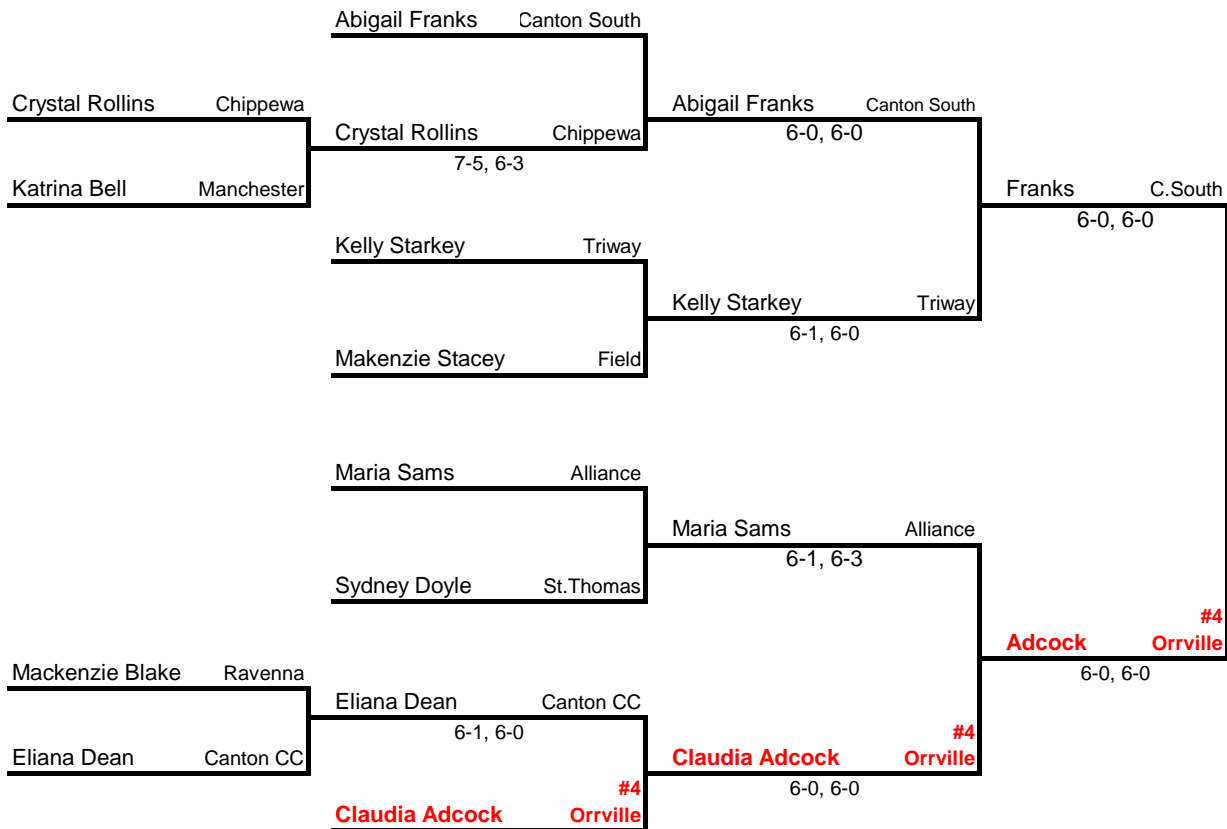 Abigail Franks Canton South
Crystal Rollins Chippewa
Abigail Franks Canton South
Crystal Rollins Chippewa
6-0, 6-0
7-5, 6-3
Katrina Bell Manchester
Franks C.South
6-0, 6-0
Kelly Starkey Triway
Kelly Starkey Triway
6-1, 6-0
Makenzie Stacey Field
Maria Sams Alliance
Maria Sams Alliance
6-1, 6-3
Sydney Doyle St.Thomas
#4
Adcock Orrville
6-0, 6-0
Mackenzie Blake Ravenna
Eliana Dean Canton CC
6-1, 6-0
#4
Eliana Dean Canton CC
Claudia Adcock Orrville
6-0, 6-0
#4
Claudia Adcock Orrville